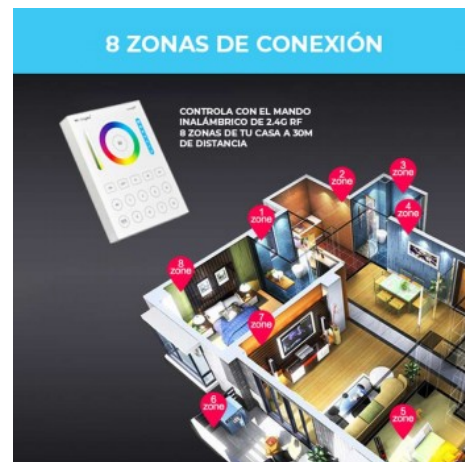 8 ZONAS DE CONEXIÓN
CONTROLA CON EL MANDO
INALÁMBRICO DE 2.4G RF
8 ZONAS DE TU CASA A 30M
DE DISTANCIA
3
zone
2
zone
4
zone
1
zone
8
zone
7
zone
6
zone
5
zone